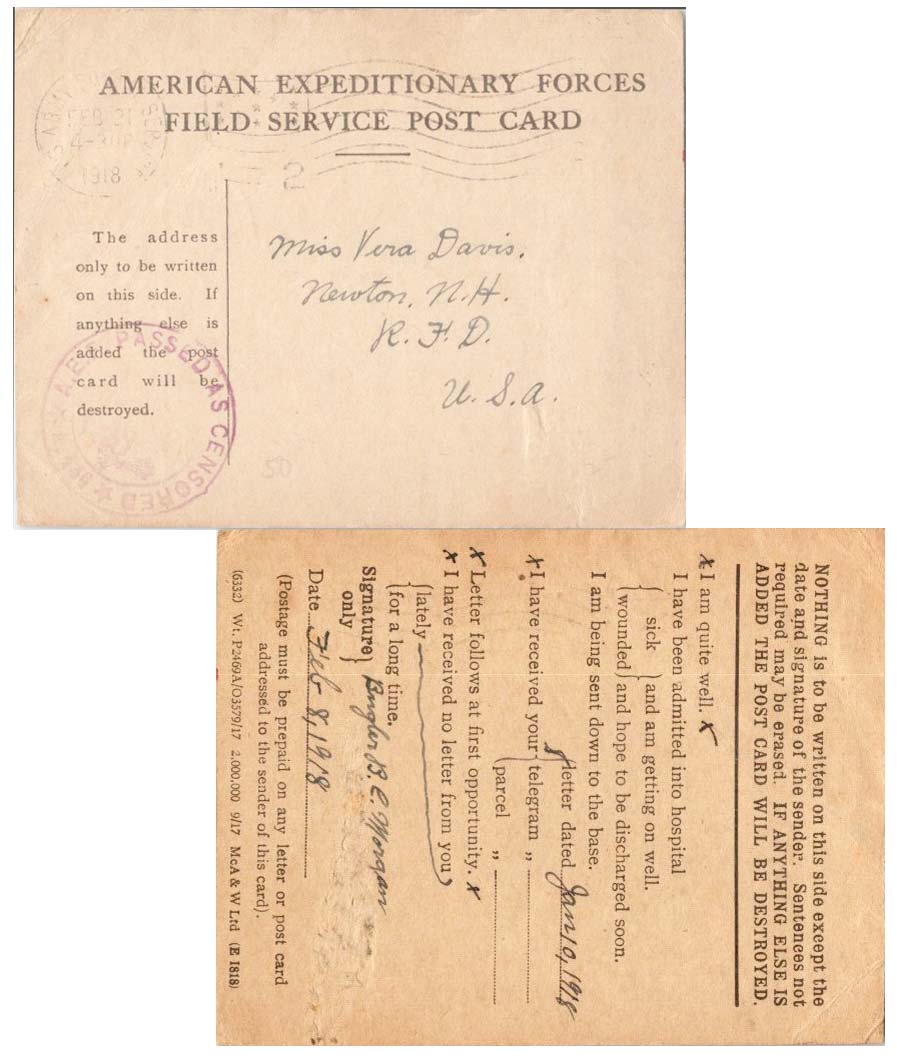 AMERICAN EXPEDITIONARY FORCES
FIELD SERVICE POST CARD
FEB 21
1918
2
The address
only to be written
on this side. If
anything else is
added the post
card will be
destroyed.
Miss Vera Davis.
Newton, N.H.
R. F. D.
U. S. A.
A.E.F. PASSED AS CENSORED
50
NOTHING is to be written on this side except the
date and signature of the sender. Sentences not
required may be erased. IF ANYTHING ELSE IS
ADDED THE POST CARD WILL BE DESTROYED.
x I am quite well. x
I have been admitted into hospital
{ sick } and am getting on well.
{ wounded } and hope to be discharged soon.
I am being sent down to the base.
x I have received your { letter dated Jan 10, 1918
telegram „
parcel „
x Letter follows at first opportunity. x
x I have received no letter from you
{ lately
{ for a long time.
Signature only } Bugler B. C. Morgan
Date Feb 8, 1918
(Postage must be prepaid on any letter or post card
addressed to the sender of this card).
(6332) Wt. P2469A/O3579/17 2,000,000 9/17 McA & W Ltd (E 1818)